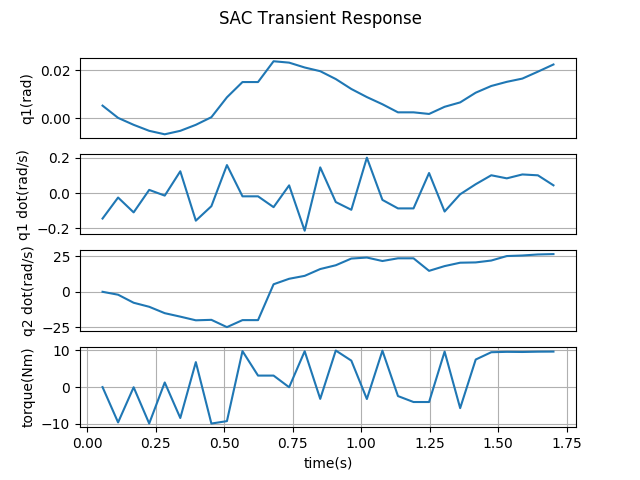 SAC Transient Response
q1(rad)
0.02
0.00
q1 dot(rad/s)
0.2
0.0
−0.2
q2 dot(rad/s)
25
0
−25
torque(Nm)
10
0
−10
0.00 0.25 0.50 0.75 1.00 1.25 1.50 1.75
time(s)